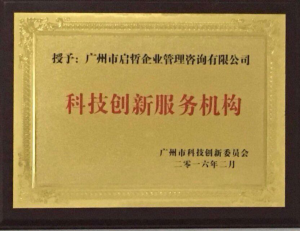 授予：广州市启哲企业管理咨询有限公司
科技创新服务机构
广州市科技创新委员会
二零一六年二月